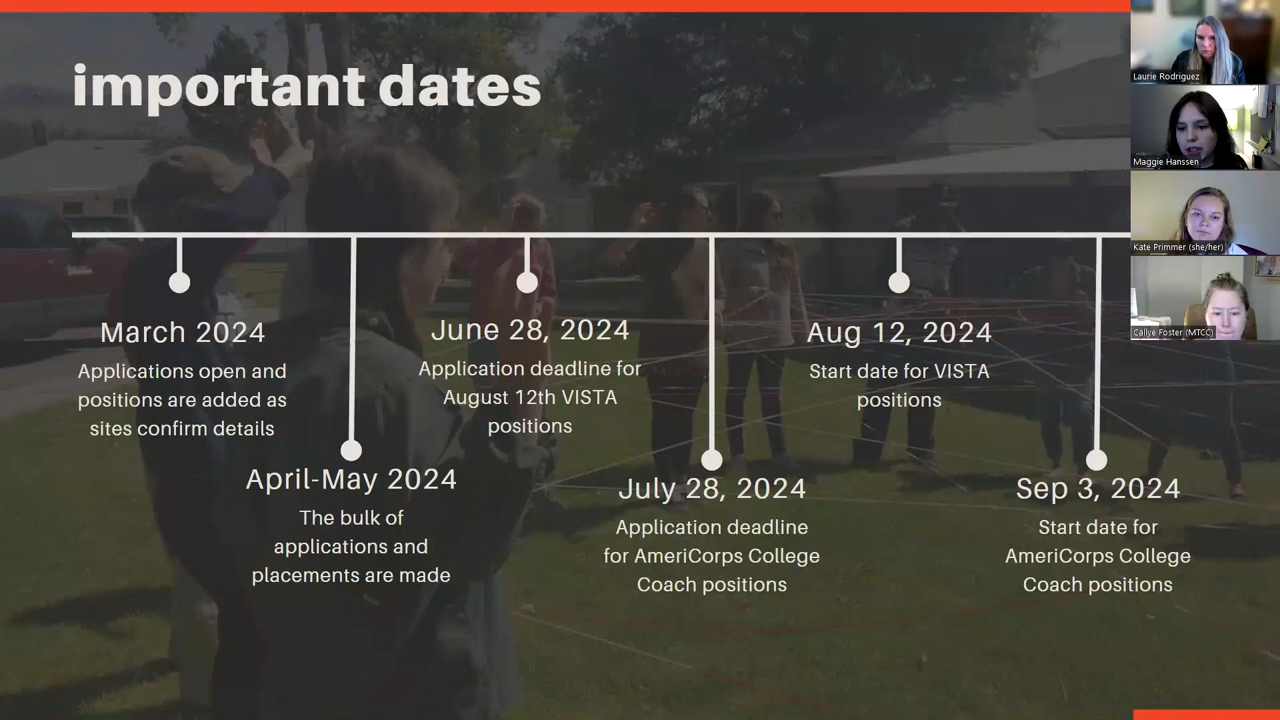 important dates
March 2024
Applications open and
positions are added as
sites confirm details
April-May 2024
The bulk of
applications and
placements are made
June 28, 2024
Application deadline for
August 12th VISTA
positions
July 28, 2024
Application deadline
for AmeriCorps College
Coach positions
Aug 12, 2024
Start date for VISTA
positions
Sep 3, 2024
Start date for
AmeriCorps College
Coach positions
Laurie Rodriguez
Maggie Hanssen
Kate Primmer (she/her)
Callye Foster (MTCC)